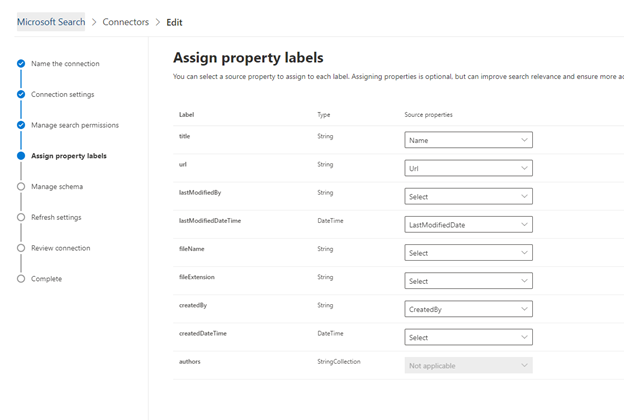 Microsoft Search > Connectors > Edit
Name the connection
Connection settings
Manage search permissions
Assign property labels
Manage schema
Refresh settings
Review connection
Complete
Assign property labels
You can select a source property to assign to each label. Assigning properties is optional, but can improve search relevance and ensure more
Label Type Source properties
title String Name
url String Url
lastModifiedBy String Select
lastModifiedDateTime DateTime LastModifiedDate
fileName String Select
fileExtension String Select
createdBy String CreatedBy
createdDateTime DateTime Select
authors StringCollection Not applicable